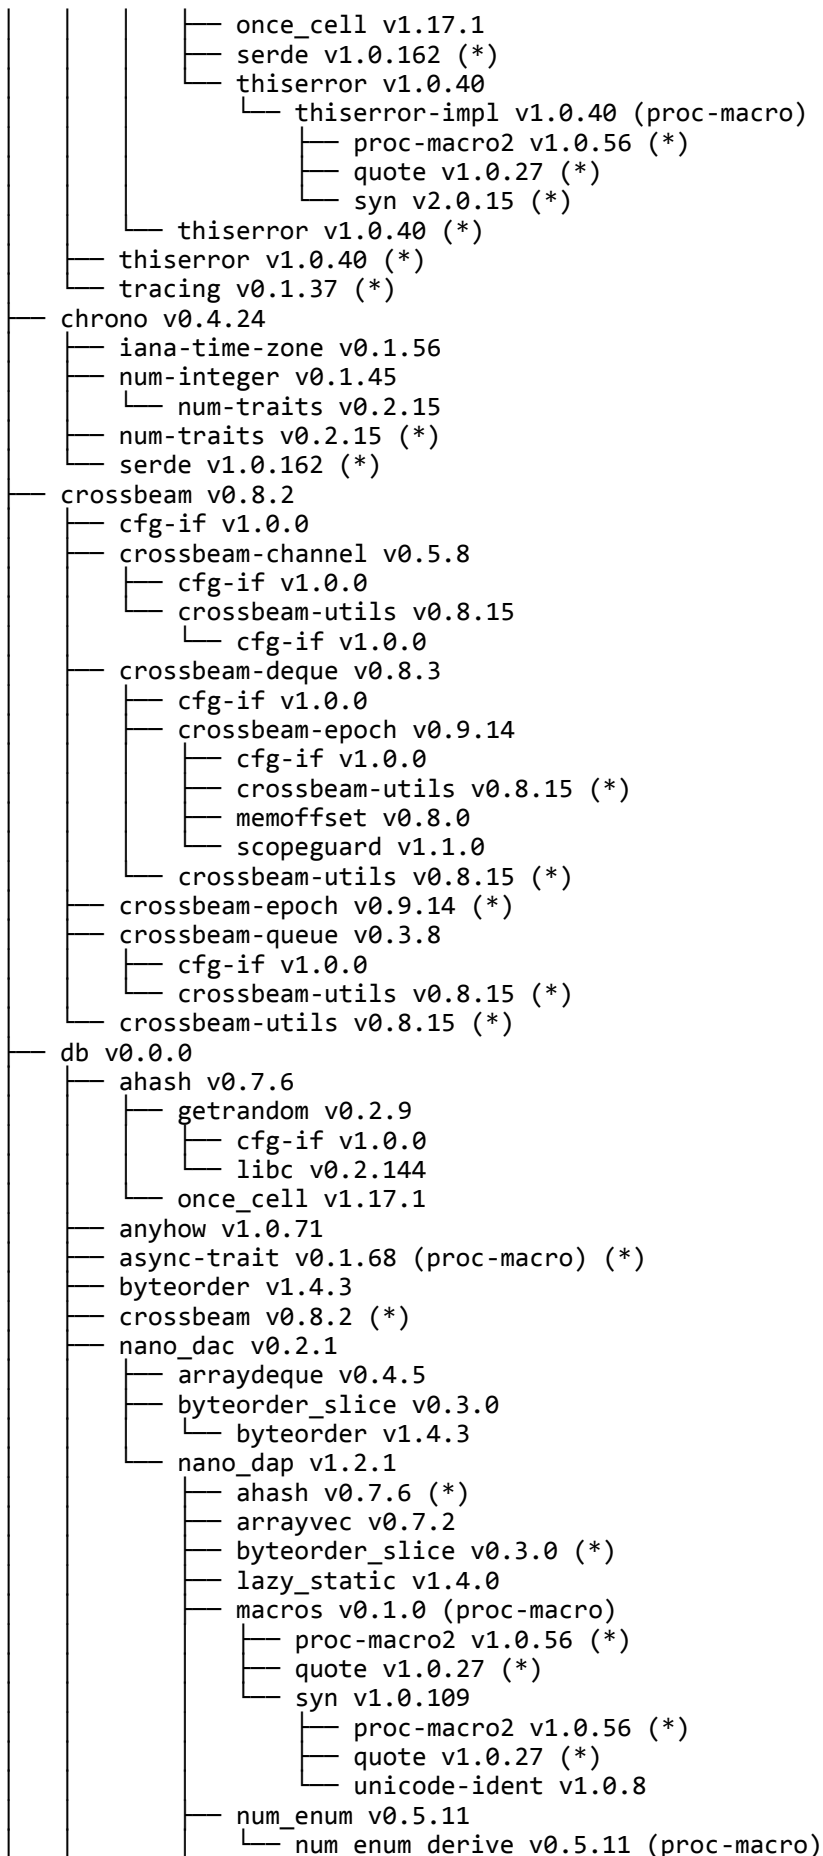 │   │   │   ├── once_cell v1.17.1
│   │   │   ├── serde v1.0.162 (*)
│   │   │   └── thiserror v1.0.40
│   │   │       └── thiserror-impl v1.0.40 (proc-macro)
│   │   │           ├── proc-macro2 v1.0.56 (*)
│   │   │           ├── quote v1.0.27 (*)
│   │   │           └── syn v2.0.15 (*)
│   │   └── thiserror v1.0.40 (*)
│   ├── thiserror v1.0.40 (*)
│   └── tracing v0.1.37 (*)
├── chrono v0.4.24
│   ├── iana-time-zone v0.1.56
│   ├── num-integer v0.1.45
│   │   └── num-traits v0.2.15
│   ├── num-traits v0.2.15 (*)
│   └── serde v1.0.162 (*)
├── crossbeam v0.8.2
│   ├── cfg-if v1.0.0
│   ├── crossbeam-channel v0.5.8
│   │   ├── cfg-if v1.0.0
│   │   └── crossbeam-utils v0.8.15
│   │       └── cfg-if v1.0.0
│   ├── crossbeam-deque v0.8.3
│   │   ├── cfg-if v1.0.0
│   │   ├── crossbeam-epoch v0.9.14
│   │   │   ├── cfg-if v1.0.0
│   │   │   ├── crossbeam-utils v0.8.15 (*)
│   │   │   ├── memoffset v0.8.0
│   │   │   └── scopeguard v1.1.0
│   │   └── crossbeam-utils v0.8.15 (*)
│   ├── crossbeam-epoch v0.9.14 (*)
│   ├── crossbeam-queue v0.3.8
│   │   ├── cfg-if v1.0.0
│   │   └── crossbeam-utils v0.8.15 (*)
│   └── crossbeam-utils v0.8.15 (*)
├── db v0.0.0
│   ├── ahash v0.7.6
│   │   ├── getrandom v0.2.9
│   │   │   ├── cfg-if v1.0.0
│   │   │   └── libc v0.2.144
│   │   └── once_cell v1.17.1
│   ├── anyhow v1.0.71
│   ├── async-trait v0.1.68 (proc-macro) (*)
│   ├── byteorder v1.4.3
│   ├── crossbeam v0.8.2 (*)
│   ├── nano_dac v0.2.1
│   │   ├── arraydeque v0.4.5
│   │   ├── byteorder_slice v0.3.0
│   │   │   └── byteorder v1.4.3
│   │   └── nano_dap v1.2.1
│   │       ├── ahash v0.7.6 (*)
│   │       ├── arrayvec v0.7.2
│   │       ├── byteorder_slice v0.3.0 (*)
│   │       ├── lazy_static v1.4.0
│   │       ├── macros v0.1.0 (proc-macro)
│   │       │   ├── proc-macro2 v1.0.56 (*)
│   │       │   ├── quote v1.0.27 (*)
│   │       │   └── syn v1.0.109
│   │       │       ├── proc-macro2 v1.0.56 (*)
│   │       │       ├── quote v1.0.27 (*)
│   │       │       └── unicode-ident v1.0.8
│   │       ├── num_enum v0.5.11
│   │       │   └── num_enum_derive v0.5.11 (proc-macro)